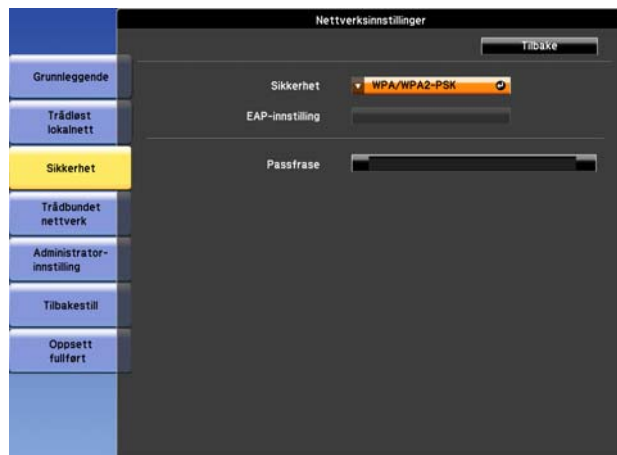 Nettverksinnstillinger
Tilbake
Grunnleggende
Trådløst
lokalnett
Sikkerhet
Trådbundet
nettverk
Administrator-
innstilling
Tilbakestill
Oppsett
fullført
Sikkerhet WPA/WPA2-PSK
EAP-innstilling
Passfrase